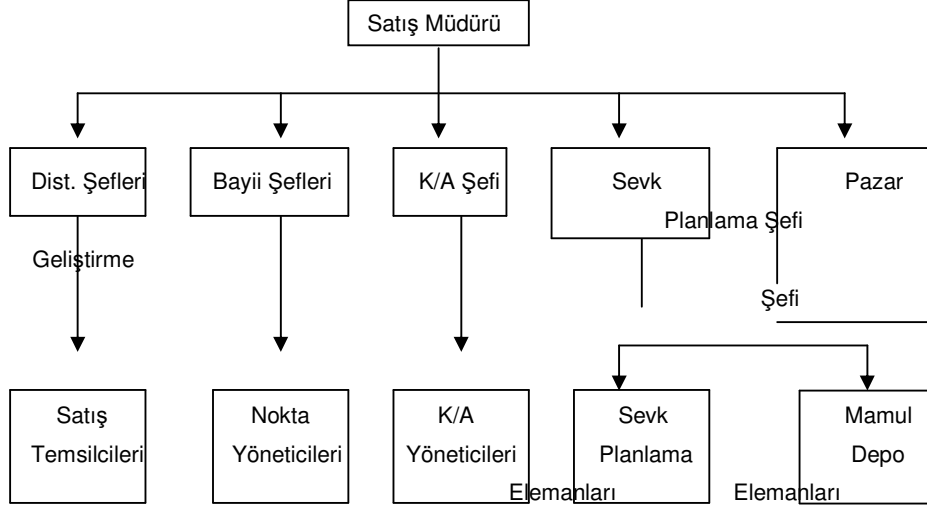 Satış Müdürü
Dist. Şefleri Bayii Şefleri K/A Şefi Sevk Pazar
Planlama Şefi
Geliştirme
Şefi
Satış Nokta K/A Sevk Mamul
Temsilcileri Yöneticileri Yöneticileri Planlama Depo
Elemanları Elemanları